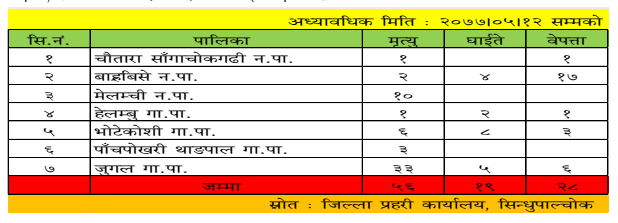 अध्यावधिक मिति : २०७७।०५।१२ सम्मको
सि.नं. पालिका मृत्यु घाईते वेपत्ता
१ चौतारा साँगाचोकगढी न.पा. १ १
२ बाह्रबिसे न.पा. २ ४ १७
३ मेलम्ची न.पा. १०
४ हेलम्बु गा.पा. १ २ १
५ भोटेकोशी गा.पा. ६ ८ ३
६ पाँचपोखरी थाङपाल गा.पा. ३
७ जुगल गा.पा. ३३ ५ ६
जम्मा ५६ १९ २८
स्रोत : जिल्ला प्रहरी कार्यालय, सिन्धुपाल्चोक